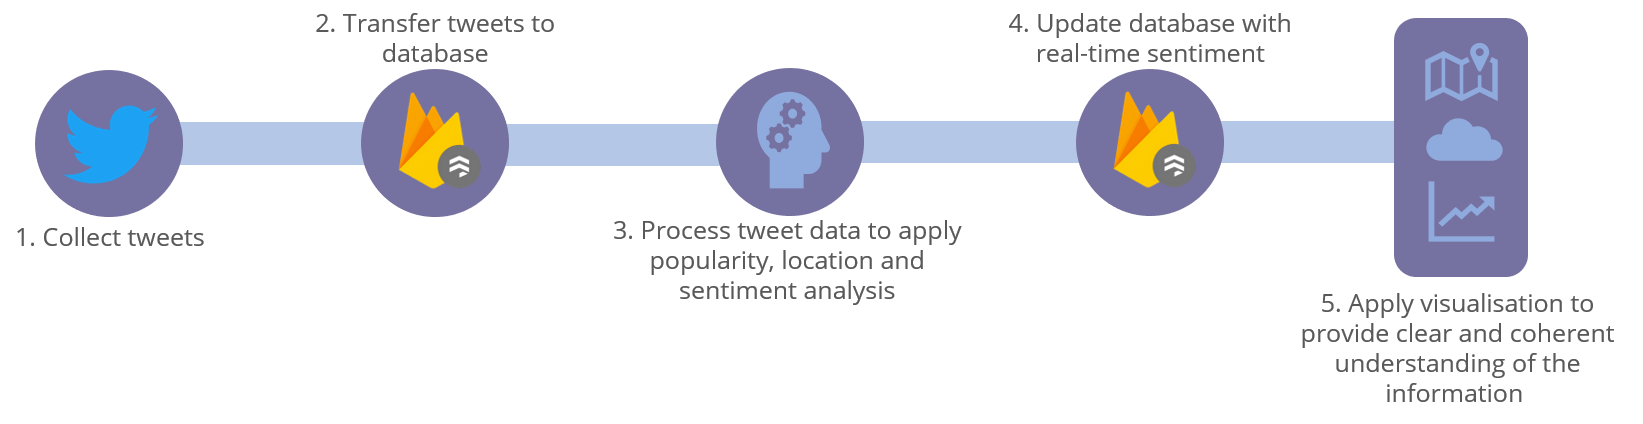 1. Collect tweets
2. Transfer tweets to
database
3. Process tweet data to apply
popularity, location and
sentiment analysis
4. Update database with
real-time sentiment
5. Apply visualisation to
provide clear and coherent
understanding of the
information